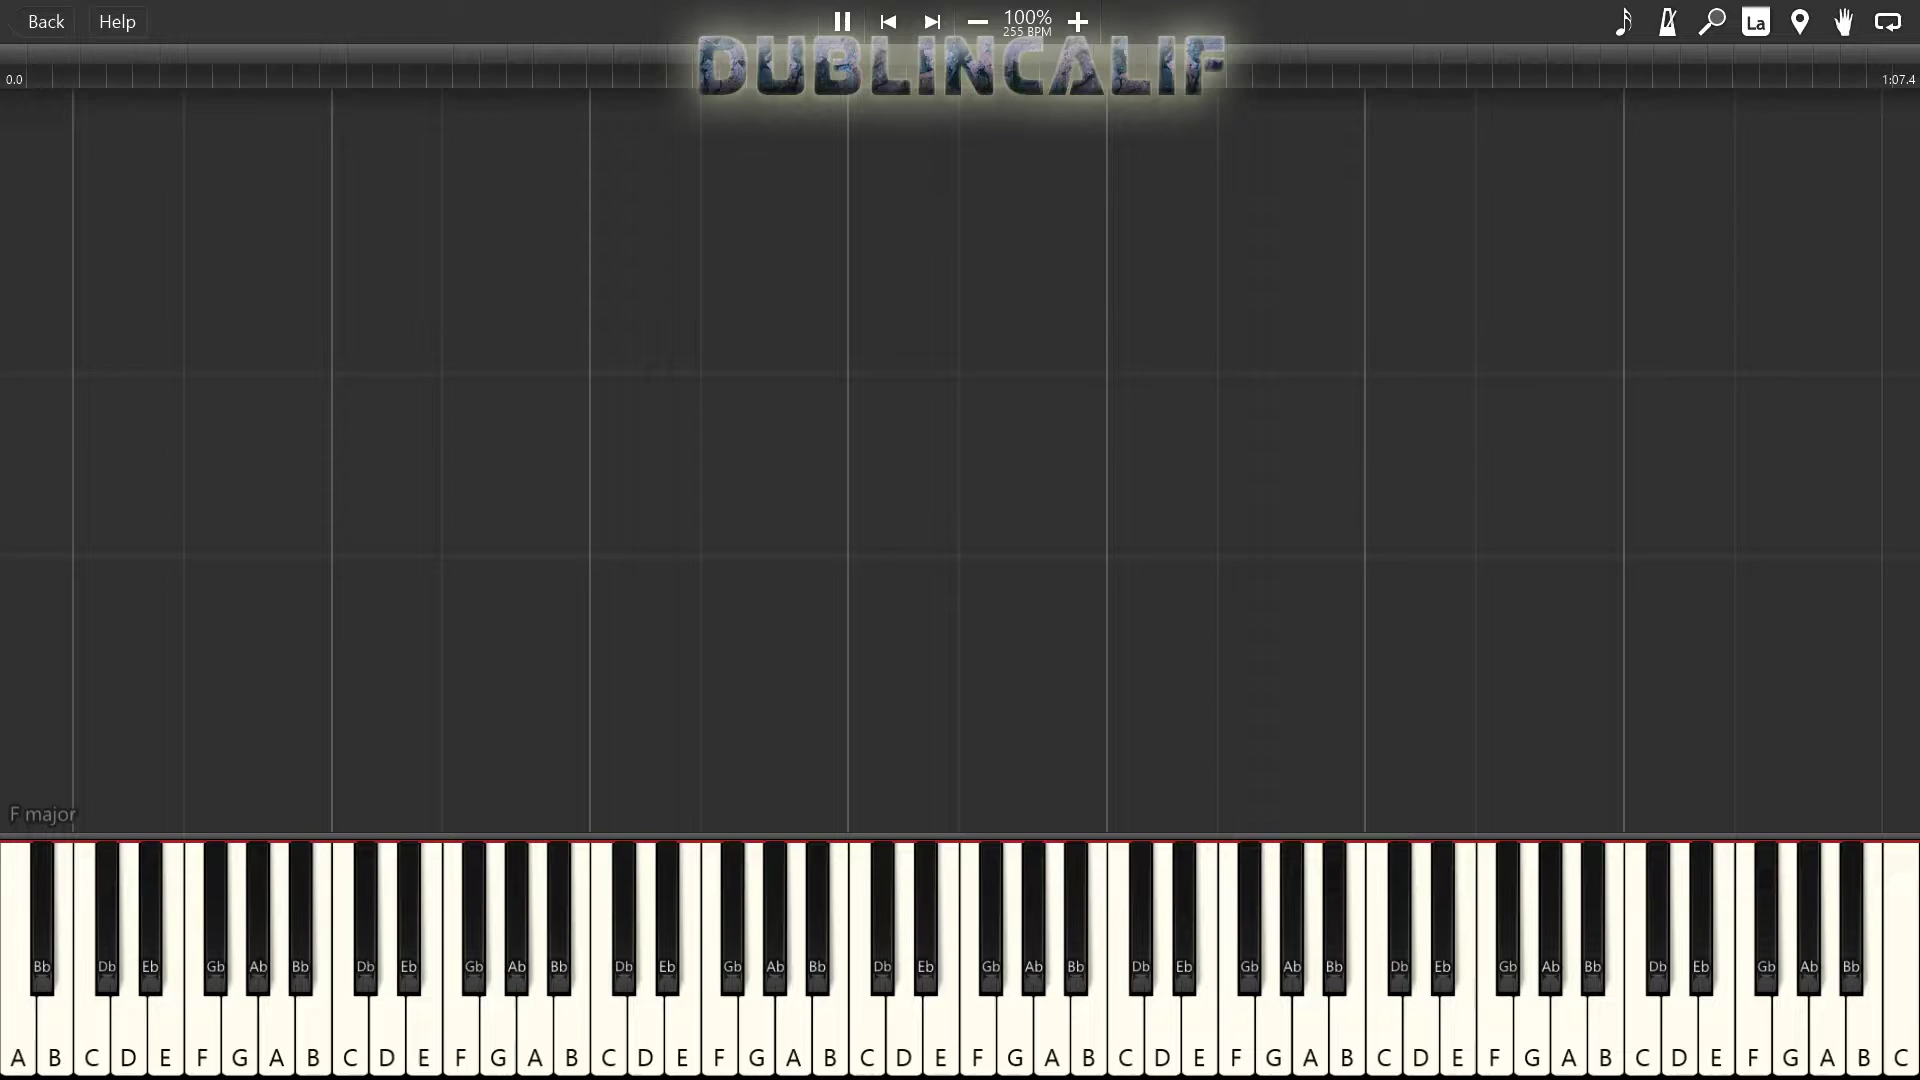 Back Help 100% La
255 BPM
DUBLINCALIF
0.0 1:07.4
F major
Bb Db Eb Gb Ab Bb Db Eb Gb Ab Bb Db Eb Gb Ab Bb Db Eb Gb Ab Bb Db Eb Gb Ab Bb Db Eb Gb Ab Bb Db Eb Gb Ab Bb
A B C D E F G A B C D E F G A B C D E F G A B C D E F G A B C D E F G A B C D E F G A B C D E F G A B C